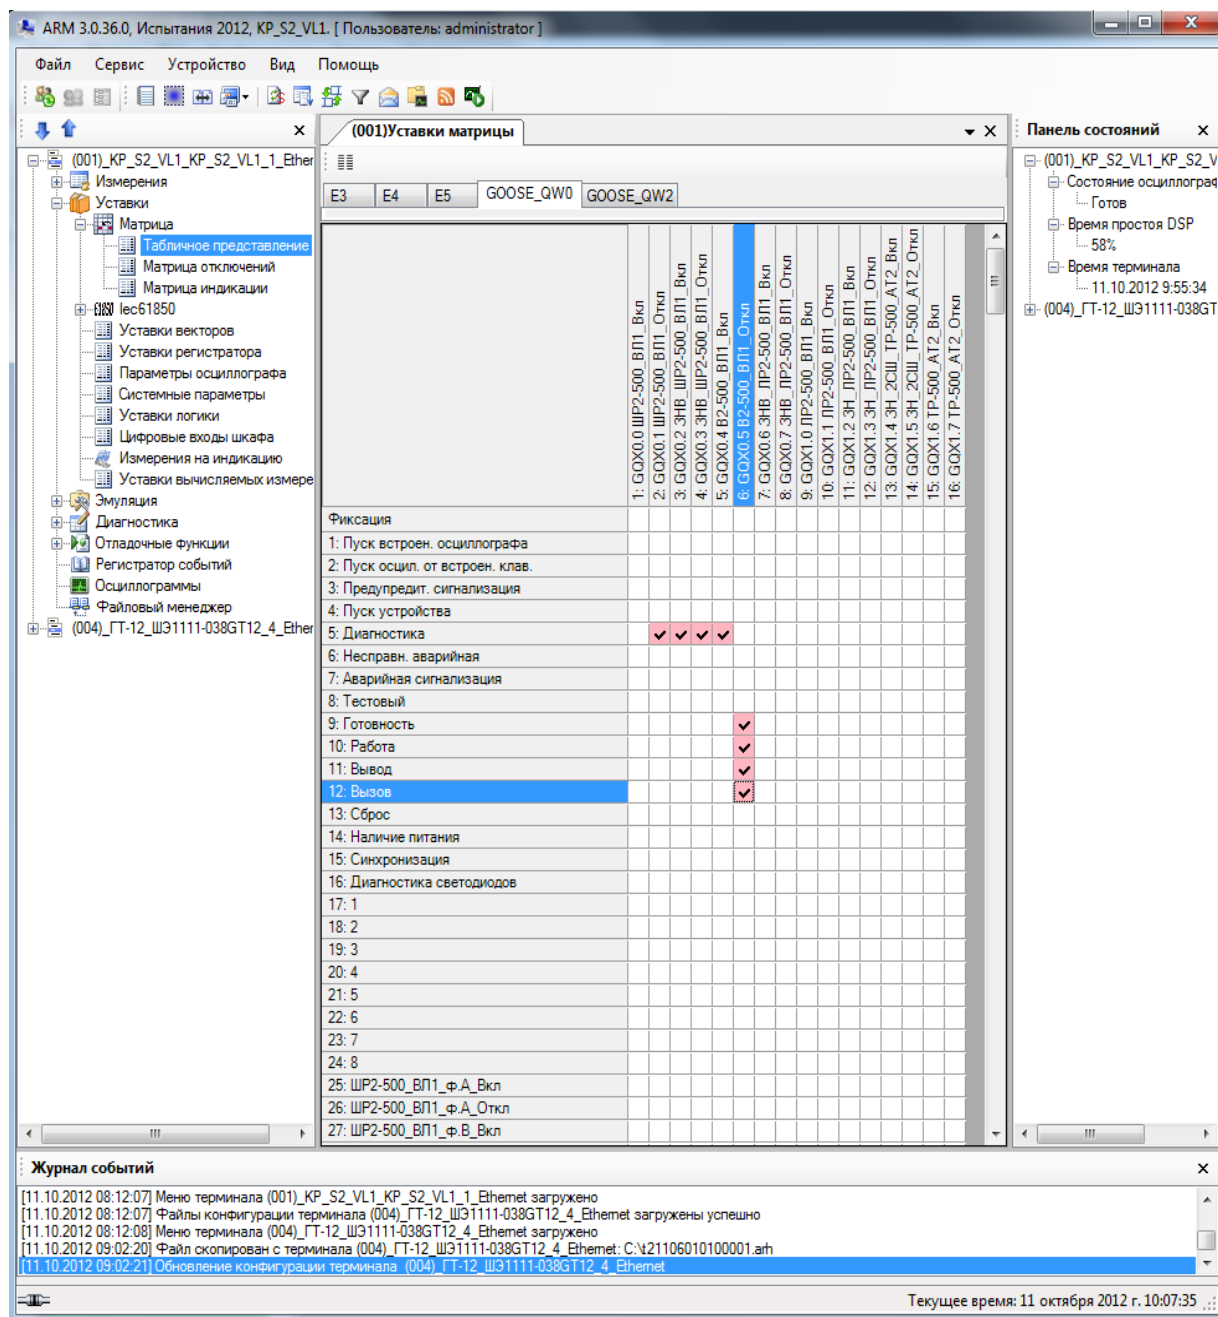 ARM 3.0.36.0, Испытания 2012, KP_S2_VL1. [ Пользователь: administrator ]
Файл Сервис Устройство Вид Помощь
(001)_KP_S2_VL1_KP_S2_VL1_1_Ether
Измерения
Уставки
Матрица
Табличное представление
Матрица отключений
Матрица индикации
Iec61850
Уставки векторов
Уставки регистратора
Параметры осциллографа
Системные параметры
Уставки логики
Цифровые входы шкафа
Измерения на индикацию
Уставки вычисляемых измере
Эмуляция
Диагностика
Отладочные функции
Регистратор событий
Осциллограммы
Файловый менеджер
(004)_ГТ-12_ШЭ1111-038GT12_4_Ether
(001)Уставки матрицы
E3 E4 E5 GOOSE_QW0 GOOSE_QW2
1: GQX0.0 ШР2-500_ВЛ1_Вкл
2: GQX0.1 ШР2-500_ВЛ1_Откл
3: GQX0.2 ЗНВ_ШР2-500_ВЛ1_Вкл
4: GQX0.3 ЗНВ_ШР2-500_ВЛ1_Откл
5: GQX0.4 В2-500_ВЛ1_Вкл
6: GQX0.5 В2-500_ВЛ1_Откл
7: GQX0.6 ЗНВ_ЛР2-500_ВЛ1_Вкл
8: GQX0.7 ЗНВ_ЛР2-500_ВЛ1_Откл
9: GQX1.0 ЛР2-500_ВЛ1_Вкл
10: GQX1.1 ЛР2-500_ВЛ1_Откл
11: GQX1.2 ЗН_ЛР2-500_ВЛ1_Вкл
12: GQX1.3 ЗН_ЛР2-500_ВЛ1_Откл
13: GQX1.4 ЗН_2СШ_ТР-500_АТ2_Вкл
14: GQX1.5 ЗН_2СШ_ТР-500_АТ2_Откл
15: GQX1.6 ТР-500_АТ2_Вкл
16: GQX1.7 ТР-500_АТ2_Откл
Фиксация
1: Пуск встроен. осциллографа
2: Пуск осцил. от встроен. клав.
3: Предупредит. сигнализация
4: Пуск устройства
5: Диагностика
6: Несправн. аварийная
7: Аварийная сигнализация
8: Тестовый
9: Готовность
10: Работа
11: Вывод
12: Вызов
13: Сброс
14: Наличие питания
15: Синхронизация
16: Диагностика светодиодов
17: 1
18: 2
19: 3
20: 4
21: 5
22: 6
23: 7
24: 8
25: ШР2-500_ВЛ1_ф.А_Вкл
26: ШР2-500_ВЛ1_ф.А_Откл
27: ШР2-500_ВЛ1_ф.В_Вкл
Панель состояний
(001)_KP_S2_VL1_KP_S2_V
Состояние осциллограф
Готов
Время простоя DSP
58%
Время терминала
11.10.2012 9:55:34
(004)_ГТ-12_ШЭ1111-038GT
Журнал событий
[11.10.2012 08:12:07] Меню терминала (001)_KP_S2_VL1_KP_S2_VL1_1_Ethernet загружено
[11.10.2012 08:12:07] Файлы конфигурации терминала (004)_ГТ-12_ШЭ1111-038GT12_4_Ethernet загружены успешно
[11.10.2012 08:12:08] Меню терминала (004)_ГТ-12_ШЭ1111-038GT12_4_Ethernet загружено
[11.10.2012 09:02:20] Файл скопирован с терминала (004)_ГТ-12_ШЭ1111-038GT12_4_Ethernet: C:\t21106010100001.arh
[11.10.2012 09:02:21] Обновление конфигурации терминала (004)_ГТ-12_ШЭ1111-038GT12_4_Ethernet
Текущее время: 11 октября 2012 г. 10:07:35